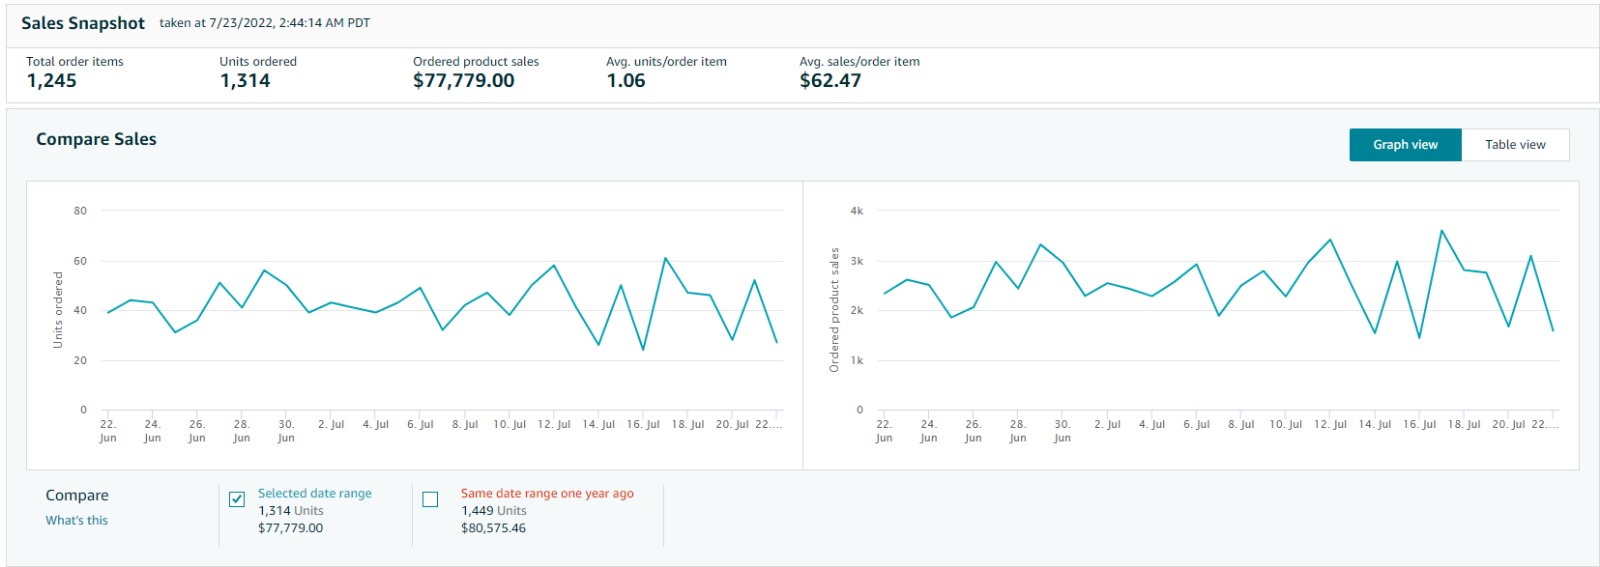 Sales Snapshot taken at 7/23/2022, 2:44:14 AM PDT
Total order items Units ordered Ordered product sales Avg. units/order item Avg. sales/order item
1,245 1,314 $77,779.00 1.06 $62.47
Compare Sales
Graph view Table view
Units ordered
80
60
40
20
0
22. Jun 24. Jun 26. Jun 28. Jun 30. Jun 2. Jul 4. Jul 6. Jul 8. Jul 10. Jul 12. Jul 14. Jul 16. Jul 18. Jul 20. Jul 22....
Ordered product sales
4k
3k
2k
1k
0
22. Jun 24. Jun 26. Jun 28. Jun 30. Jun 2. Jul 4. Jul 6. Jul 8. Jul 10. Jul 12. Jul 14. Jul 16. Jul 18. Jul 20. Jul 22....
Compare
What's this
Selected date range
1,314 Units
$77,779.00
Same date range one year ago
1,449 Units
$80,575.46